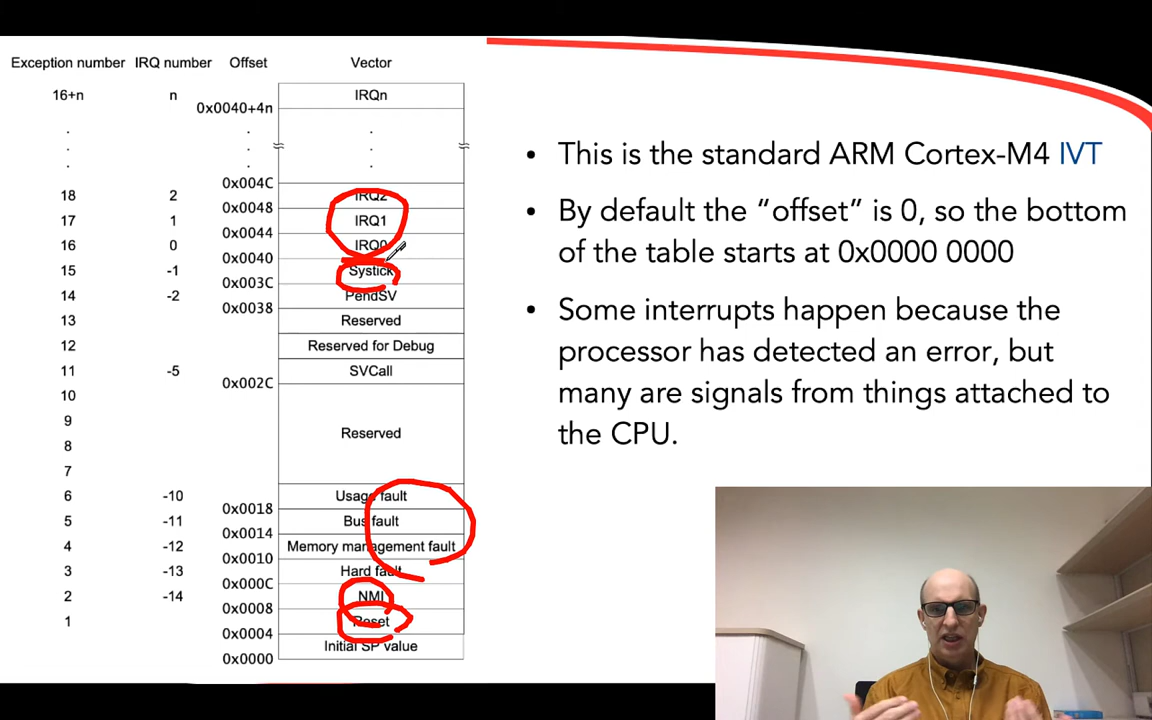 Exception number IRQ number Offset Vector
16+n n IRQn
0x0040+4n
. . . .
. . . .
. . . .
0x004C
18 2 IRQ2
0x0048
17 1 IRQ1
0x0044
16 0 IRQ0
0x0040
15 -1 Systick
0x003C
14 -2 PendSV
0x0038
13 Reserved
12 Reserved for Debug
11 -5 SVCall
0x002C
10
9
Reserved
8
7
6 -10 Usage fault
0x0018
5 -11 Bus fault
0x0014
4 -12 Memory management fault
0x0010
3 -13 Hard fault
0x000C
2 -14 NMI
0x0008
1 Reset
0x0004
Initial SP value
0x0000
• This is the standard ARM Cortex-M4 IVT
• By default the “offset” is 0, so the bottom
of the table starts at 0x0000 0000
• Some interrupts happen because the
processor has detected an error, but
many are signals from things attached to
the CPU.